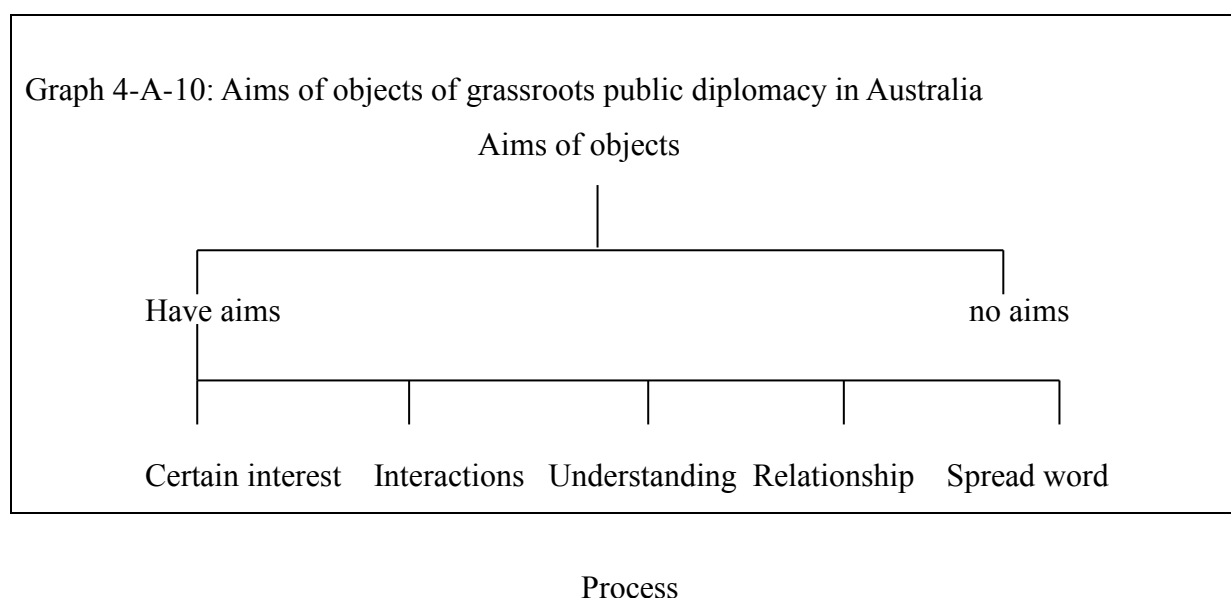 Graph 4-A-10: Aims of objects of grassroots public diplomacy in Australia
Aims of objects
Have aims no aims
Certain interest Interactions Understanding Relationship Spread word
Process